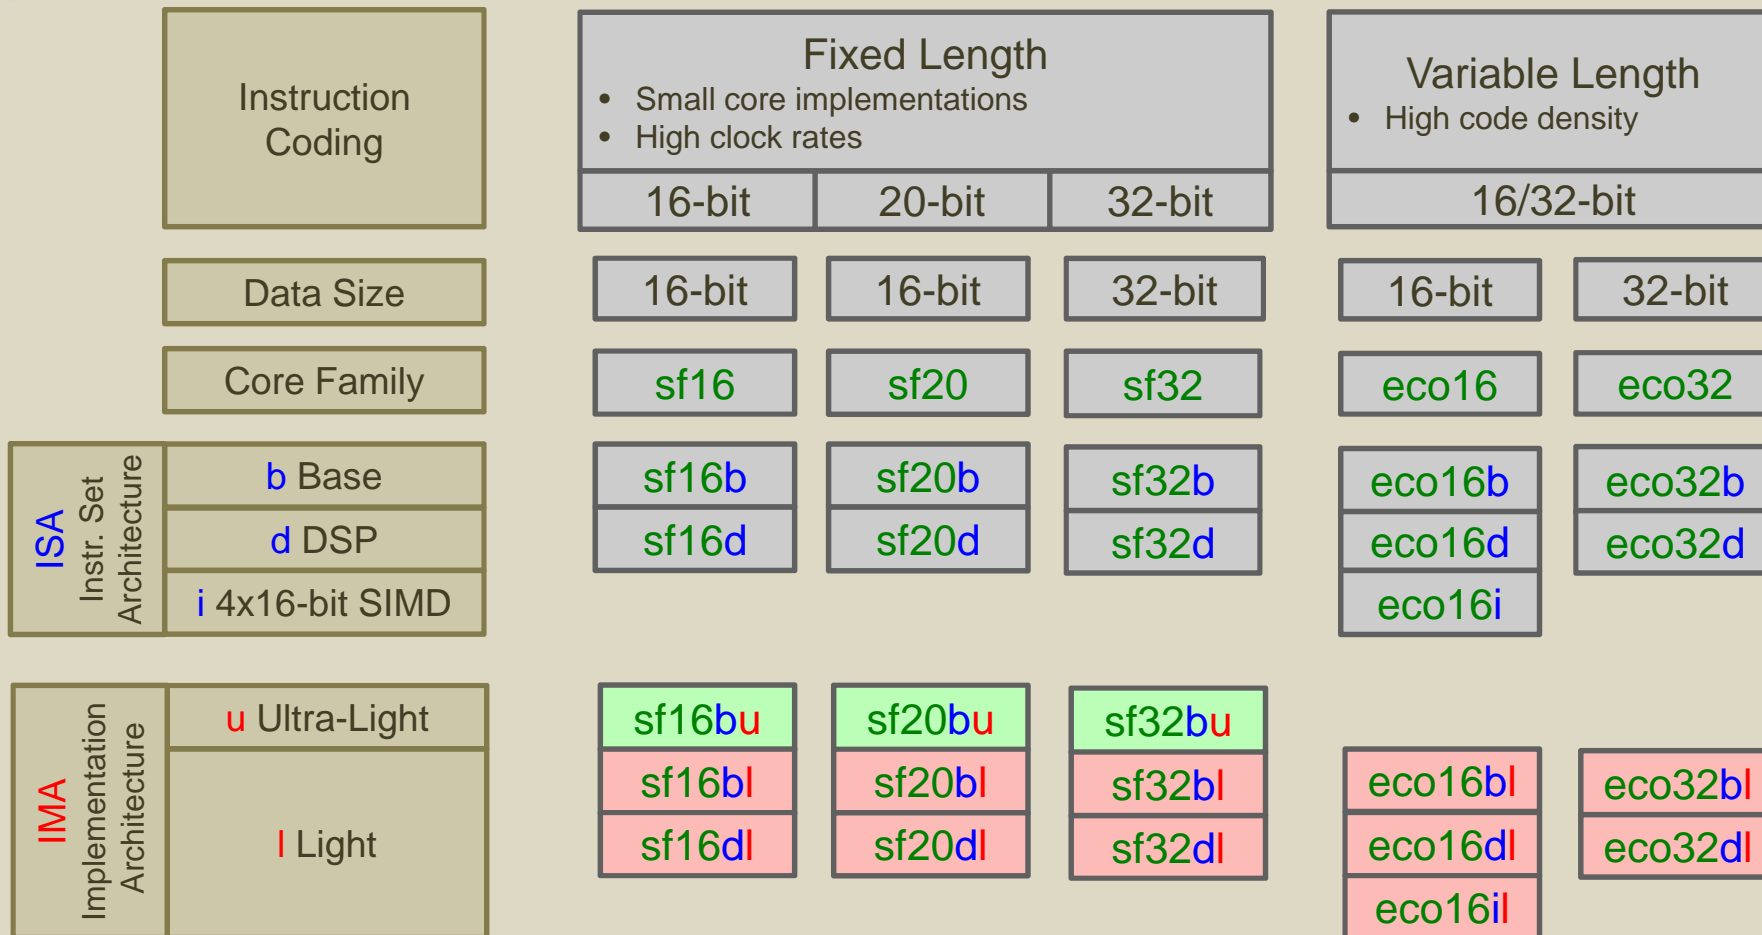 Instruction
Coding
Fixed Length
• Small core implementations
• High clock rates
Variable Length
• High code density
16-bit
20-bit
32-bit
16/32-bit
Data Size
16-bit
16-bit
32-bit
16-bit
32-bit
Core Family
sf16
sf20
sf32
eco16
eco32
ISA
Instr. Set
Architecture
b Base
sf16b
sf20b
sf32b
eco16b
eco32b
d DSP
sf16d
sf20d
sf32d
eco16d
eco32d
i 4x16-bit SIMD
eco16i
IMA
Implementation
Architecture
u Ultra-Light
sf16bu
sf20bu
sf32bu
l Light
sf16bl
sf20bl
sf32bl
eco16bl
eco32bl
sf16dl
sf20dl
sf32dl
eco16dl
eco32dl
eco16il